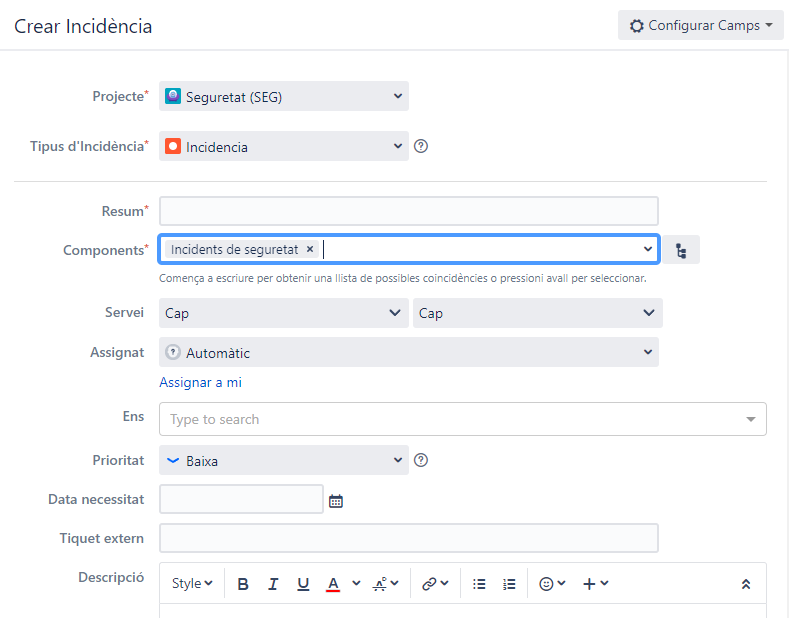 Crear Incidència
Configurar Camps
Projecte* Seguretat (SEG)
Tipus d'Incidència* Incidencia
Resum*
Components* Incidents de seguretat ×
Comença a escriure per obtenir una llista de possibles coincidències o pressioni avall per seleccionar.
Servei Cap Cap
Assignat Automàtic
Assignar a mi
Ens Type to search
Prioritat Baixa
Data necessitat
Tiquet extern
Descripció Style B I U A